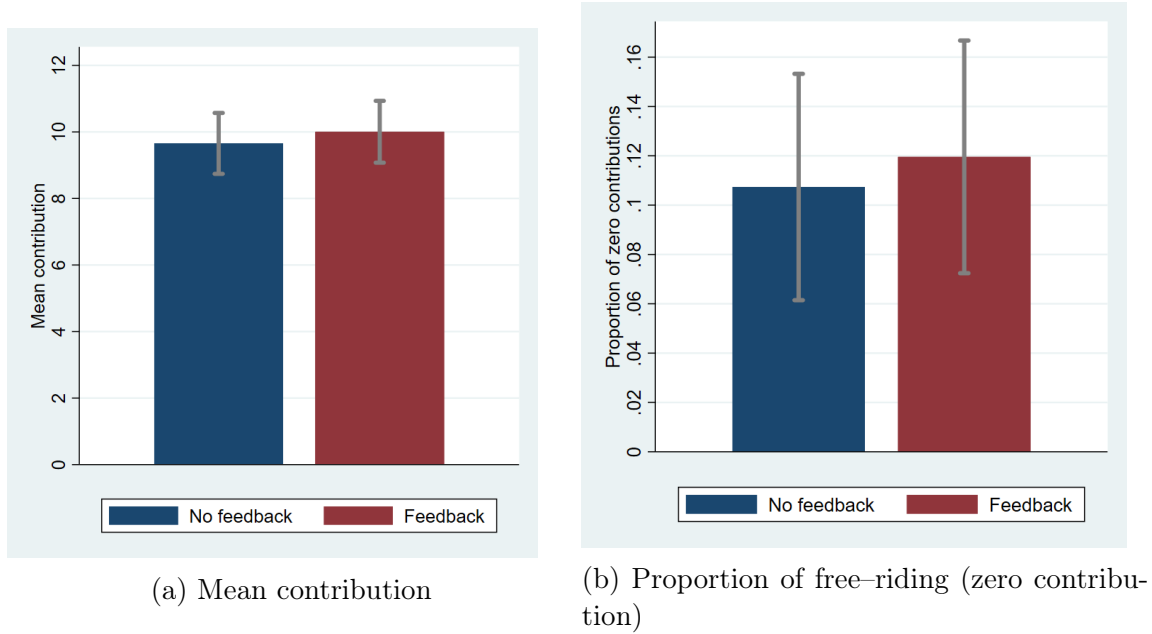 Mean contribution
12
10
8
6
4
2
0
No feedback
Feedback
(a) Mean contribution
Proportion of zero contributions
.16
.14
.12
.1
.08
.06
.04
.02
0
No feedback
Feedback
(b) Proportion of free–riding (zero contribu-
tion)